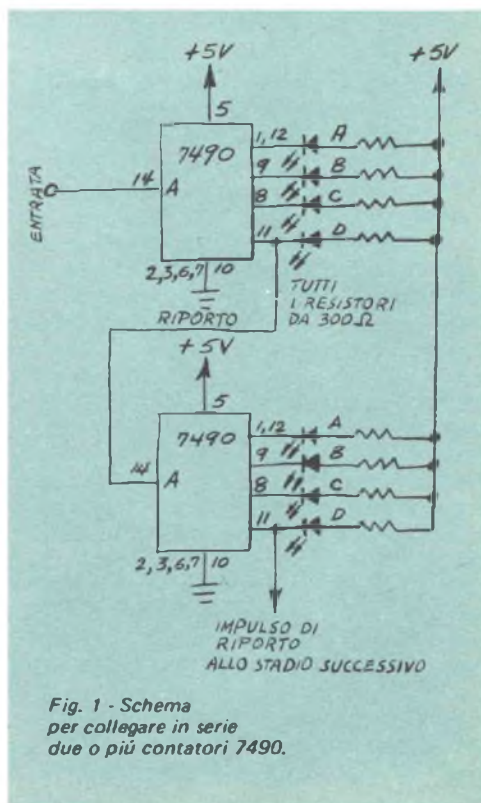 +5V
+5V
5
7490
ENTRATA
14
A
1,12
A
9
B
8
C
11
D
2,3,6,7
10
TUTTI
I RESISTORI
DA 300Ω
RIPORTO
+5V
5
7490
14
A
1,12
A
9
B
8
C
11
D
2,3,6,7
10
IMPULSO DI
RIPORTO
ALLO STADIO SUCCESSIVO
Fig. 1 - Schema
per collegare in serie
due o piú contatori 7490.